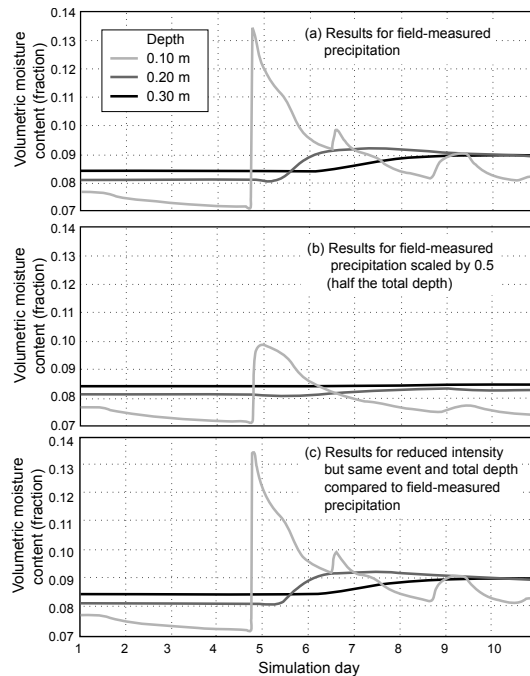 0.14
0.13
0.12
0.11
0.10
0.09
0.08
0.07
Volumetric moisture
content (fraction)
Depth
0.10 m
0.20 m
0.30 m
(a) Results for field-measured
precipitation
0.14
0.13
0.12
0.11
0.10
0.09
0.08
0.07
Volumetric moisture
content (fraction)
(b) Results for field-measured
precipitation scaled by 0.5
(half the total depth)
0.14
0.13
0.12
0.11
0.10
0.09
0.08
0.07
Volumetric moisture
content (fraction)
(c) Results for reduced intensity
but same event and total depth
compared to field-measured
precipitation
1 2 3 4 5 6 7 8 9 10
Simulation day